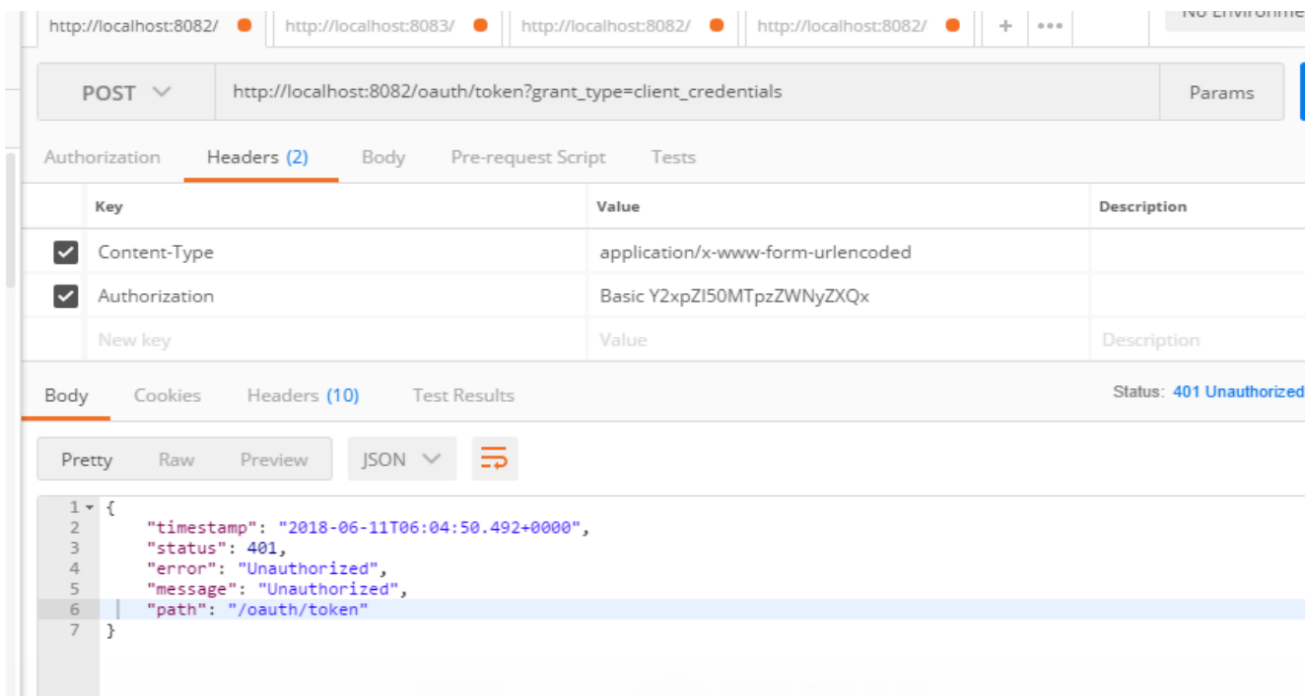 http://localhost:8082/ http://localhost:8083/ http://localhost:8082/ http://localhost:8082/ + ••• No Environme
POST http://localhost:8082/oauth/token?grant_type=client_credentials Params
Authorization Headers (2) Body Pre-request Script Tests
Key Value Description
Content-Type application/x-www-form-urlencoded
Authorization Basic Y2xpZI50MTpzZWNyZXQx
New key Value Description
Body Cookies Headers (10) Test Results Status: 401 Unauthorized
Pretty Raw Preview JSON
1 {
2 "timestamp": "2018-06-11T06:04:50.492+0000",
3 "status": 401,
4 "error": "Unauthorized",
5 "message": "Unauthorized",
6 "path": "/oauth/token"
7 }